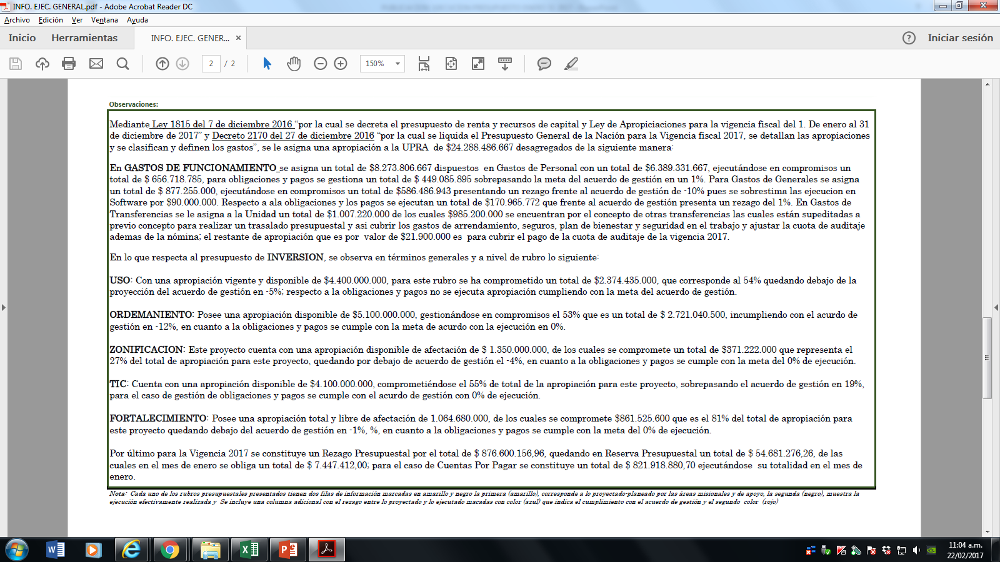 INFO. EJEC. GENERAL.pdf - Adobe Acrobat Reader DC
Archivo Edición Ver Ventana Ayuda
Inicio Herramientas INFO. EJEC. GENER... × Iniciar sesión
2 / 2 150%
Observaciones:
Mediante Ley 1815 del 7 de diciembre 2016 “por la cual se decreta el presupuesto de renta y recursos de capital y Ley de Apropiciaciones para la vigencia fiscal del 1. De enero al 31
de diciembre de 2017” y Decreto 2170 del 27 de diciembre 2016 “por la cual se liquida el Presupuesto General de la Nación para la Vigencia fiscal 2017, se detallan las apropiaciones
y se clasifican y definen los gastos”, se le asigna una apropiación a la UPRA de $24.288.486.667 desagregados de la siguiente manera:
En GASTOS DE FUNCIONAMIENTO se asigna un total de $8.273.806.667 dispuestos en Gastos de Personal con un total de $6.389.331.667, ejecutándose en compromisos un
total de $ 656.718.785, para obligaciones y pagos se gestiona un total de $ 449.085.895 sobrepasando la meta del acuerdo de gestión en un 1%. Para Gastos de Generales se asigna
un total de $ 877.255.000, ejecutándose en compromisos un total de $586.486.943 presentando un rezago frente al acuerdo de gestión de -10% pues se sobrestima las ejecucion en
Software por $90.000.000. Respecto a ala obligaciones y los pagos se ejecutan un total de $170.965.772 que frente al acuerdo de gestión presenta un rezago del 1%. En Gastos de
Transferencias se le asigna a la Unidad un total de $1.007.220.000 de los cuales $985.200.000 se encuentran por el concepto de otras transferencias las cuales están supeditadas a
previo concepto para realizar un trasalado presupuestal y asi cubrir los gastos de arrendamiento, seguros, plan de bienestar y seguridad en el trabajo y ajustar la cuota de auditaje
ademas de la nómina; el restante de apropiación que es por valor de $21.900.000 es para cubrir el pago de la cuota de auditaje de la vigencia 2017.
En lo que respecta al presupuesto de INVERSION, se observa en términos generales y a nivel de rubro lo siguiente:
USO: Con una apropiación vigente y disponible de $4.400.000.000, para este rubro se ha comprometido un total de $2.374.435.000, que corresponde al 54% quedando debajo de la
proyección del acuerdo de gestión en -5%; respecto a la obligaciones y pagos no se ejecuta apropiación cumpliendo con la meta del acuerdo de gestión.
ORDEMANIENTO: Posee una apropiación disponible de $5.100.000.000, gestionándose en compromisos el 53% que es un total de $ 2.721.040.500, incumpliendo con el acurdo de
gestión en -12%, en cuanto a la obligaciones y pagos se cumple con la meta de acurdo con la ejecución en 0%.
ZONIFICACION: Este proyecto cuenta con una apropiación disponible de afectación de $ 1.350.000.000, de los cuales se compromete un total de $371.222.000 que representa el
27% del total de apropiación para este proyecto, quedando por debajo de acuerdo de gestión el -4%, en cuanto a la obligaciones y pagos se cumple con la meta del 0% de ejecución.
TIC: Cuenta con una apropiación disponible de $4.100.000.000, comprometiéndose el 55% de total de la apropiación para este proyecto, sobrepasando el acuerdo de gestión en 19%,
para el caso de gestión de obligaciones y pagos se cumple con el acurdo de gestión con 0% de ejecución.
FORTALECIMIENTO: Posee una apropiación total y libre de afectación de 1.064.680.000, de los cuales se compromete $861.525.600 que es el 81% del total de apropiación para
este proyecto quedando debajo del acuerdo de gestión en -1%, %, en cuanto a la obligaciones y pagos se cumple con la meta del 0% de ejecución.
Por último para la Vigencia 2017 se constituye un Rezago Presupuestal por el total de $ 876.600.156,96, quedando en Reserva Presupuestal un total de $ 54.681.276,26, de las
cuales en el mes de enero se obliga un total de $ 7.447.412,00; para el caso de Cuentas Por Pagar se constituye un total de $ 821.918.880,70 ejecutándose su totalidad en el mes de
enero.
Nota: Cada uno de los rubros presupuestales presentados tienen dos filas de información marcadas en amarillo y negro la primera (amarillo), corresponde a lo proyectado-planeado por las áreas misionales y de apoyo, la segunda (negro), muestra la
ejecución efectivamente realizada y Se incluye una columna adicional con el rezago entre lo proyectado y lo ejecutado macadas con color (azul) que indica el cumplimiento con el acuerdo de gestión y el segundo color (rojo)
11:04 a.m.
22/02/2017